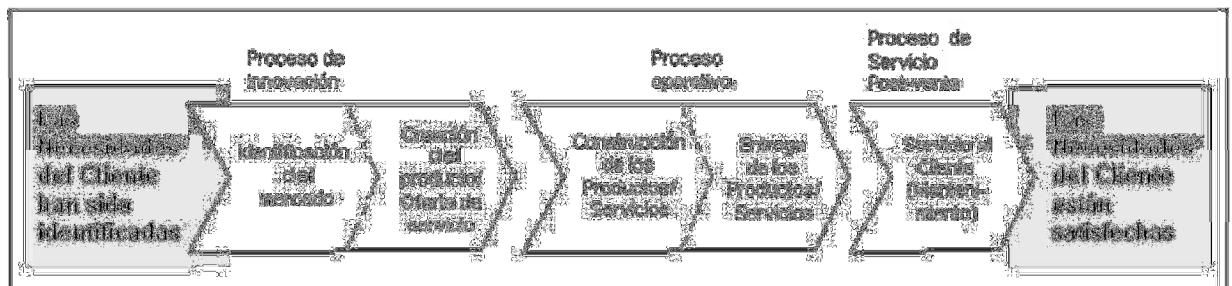 Proceso de
innovación
Proceso
operativo
Proceso de
Servicio
Post-venta
Las
Necesidades
del Cliente
han sido
identificadas
Identificación
del
mercado
Creación
del
producto/
Oferta de
servicio
Construcción
de los
Productos/
Servicios
Entrega
de los
Productos/
Servicios
Servicio al
Cliente
(manteni-
miento)
Las
Necesidades
del Cliente
están
satisfechas